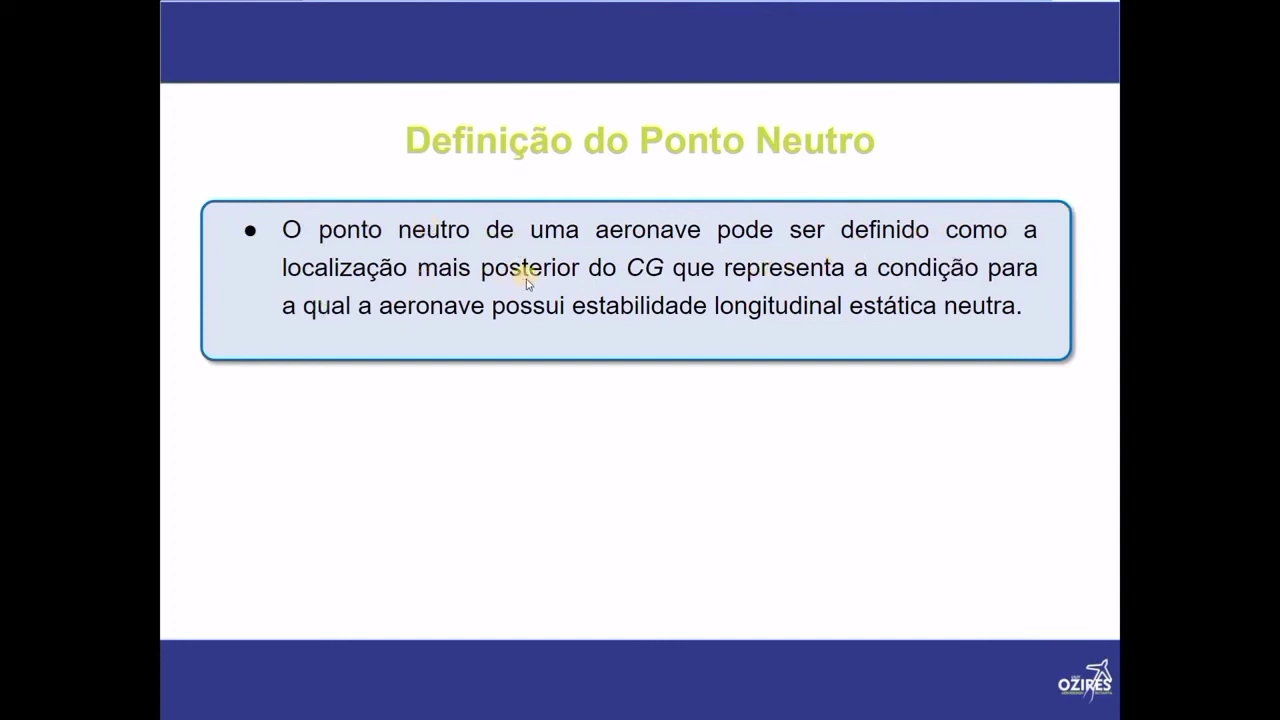 Definição do Ponto Neutro
● O ponto neutro de uma aeronave pode ser definido como a
localização mais posterior do CG que representa a condição para
a qual a aeronave possui estabilidade longitudinal estática neutra.
OZIRES